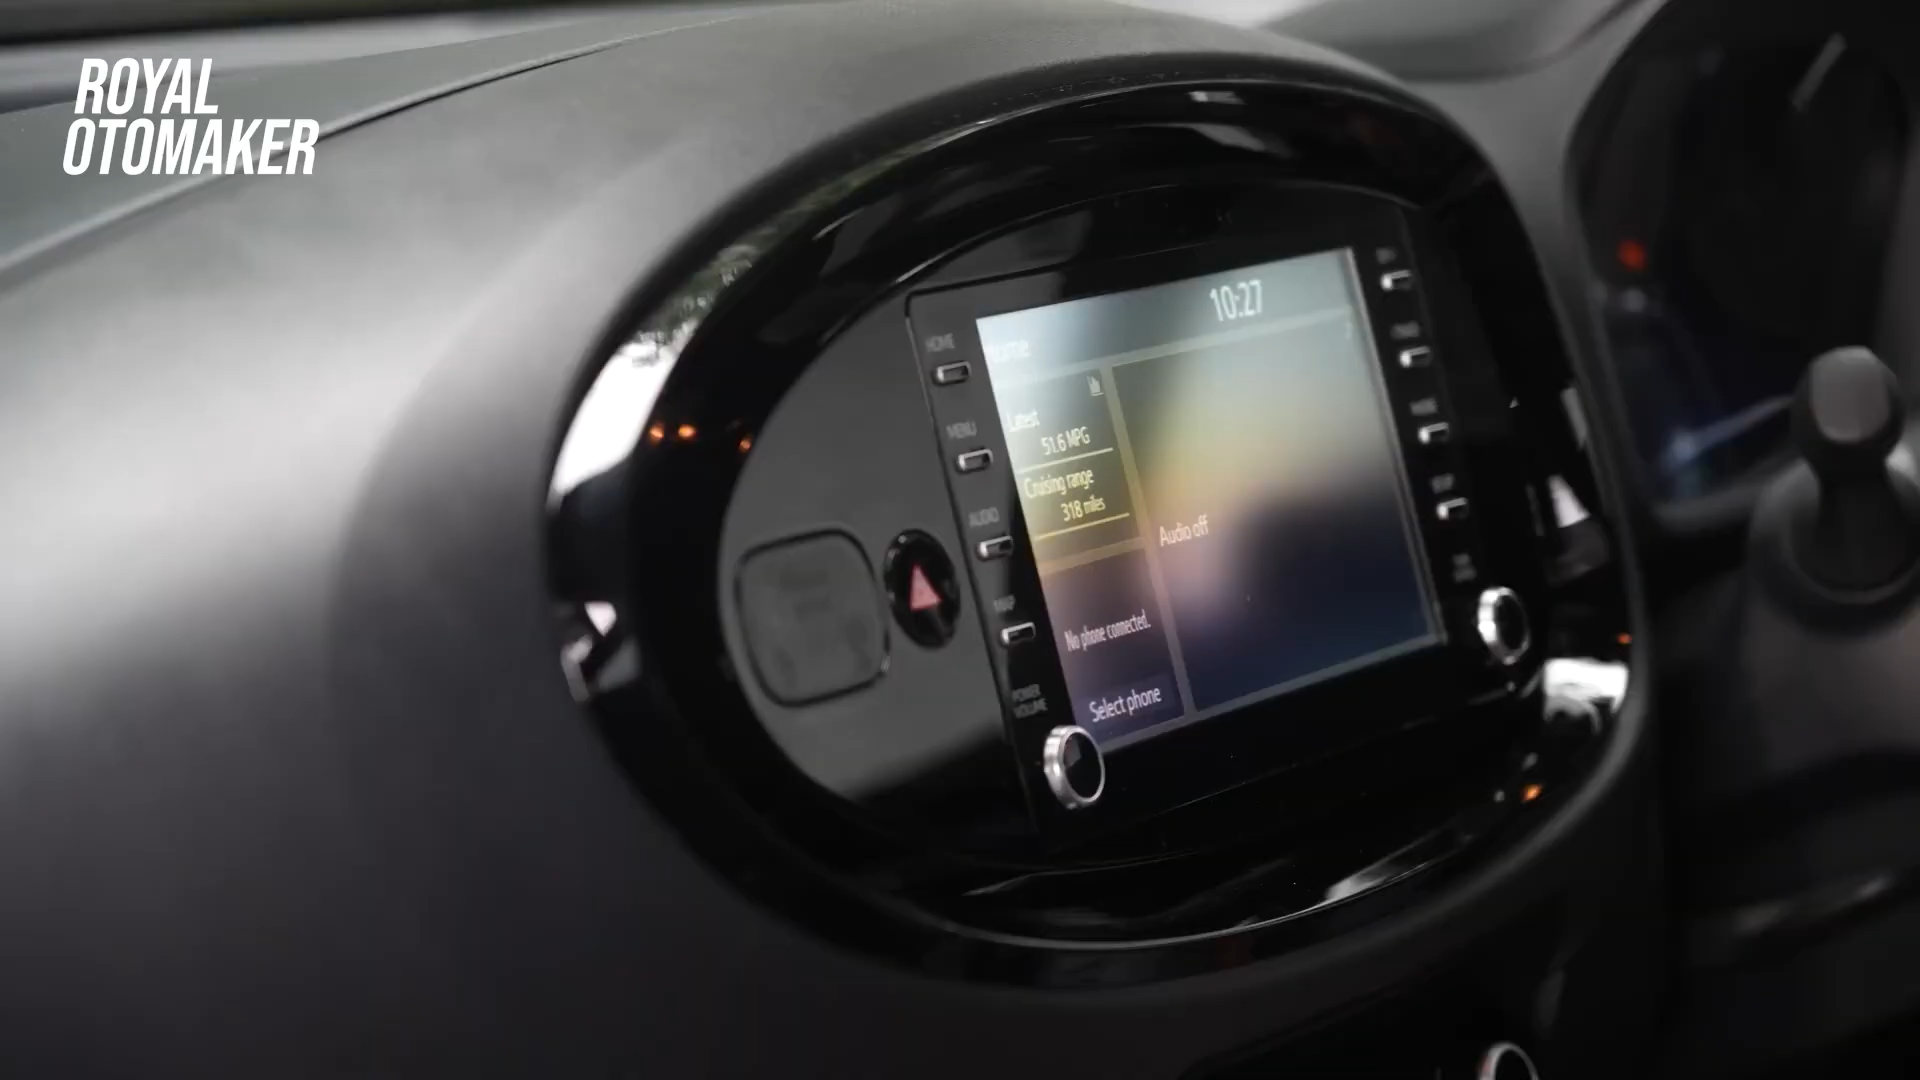 ROYAL
OTOMAKER
10:27
HOME
MENU
AUDIO
MAP
POWER
VOLUME
Latest
51.6 MPG
Cruising range
318 miles
Audio off
No phone connected.
Select phone